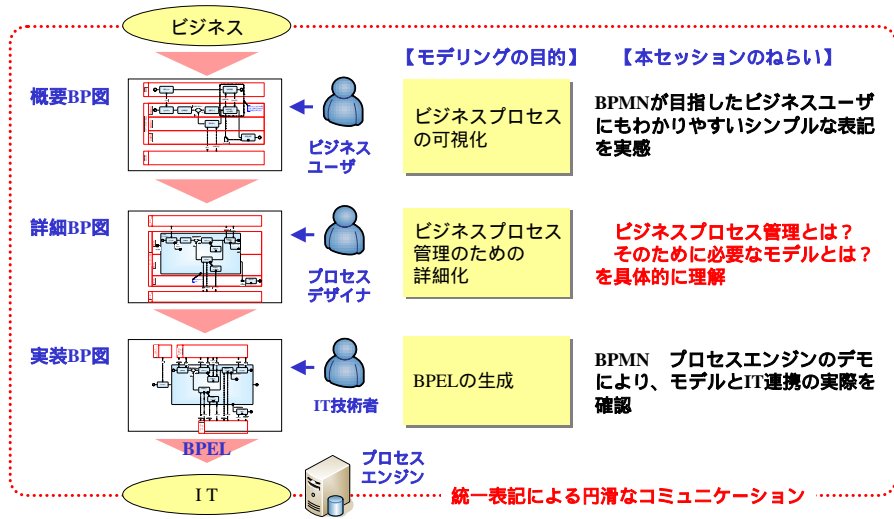 ビジネス
【モデリングの目的】
【本セッションのねらい】
概要BP図
ビジネス
ユーザ
ビジネスプロセス
の可視化
BPMNが目指したビジネスユーザ
にもわかりやすいシンプルな表記
を実感
詳細BP図
プロセス
デザイナ
ビジネスプロセス
管理のための
詳細化
ビジネスプロセス管理とは？
そのために必要なモデルとは？
を具体的に理解
実装BP図
IT技術者
BPELの生成
BPMN　プロセスエンジンのデモ
により、モデルとIT連携の実際を
確認
BPEL
プロセス
エンジン
I T
統一表記による円滑なコミュニケーション